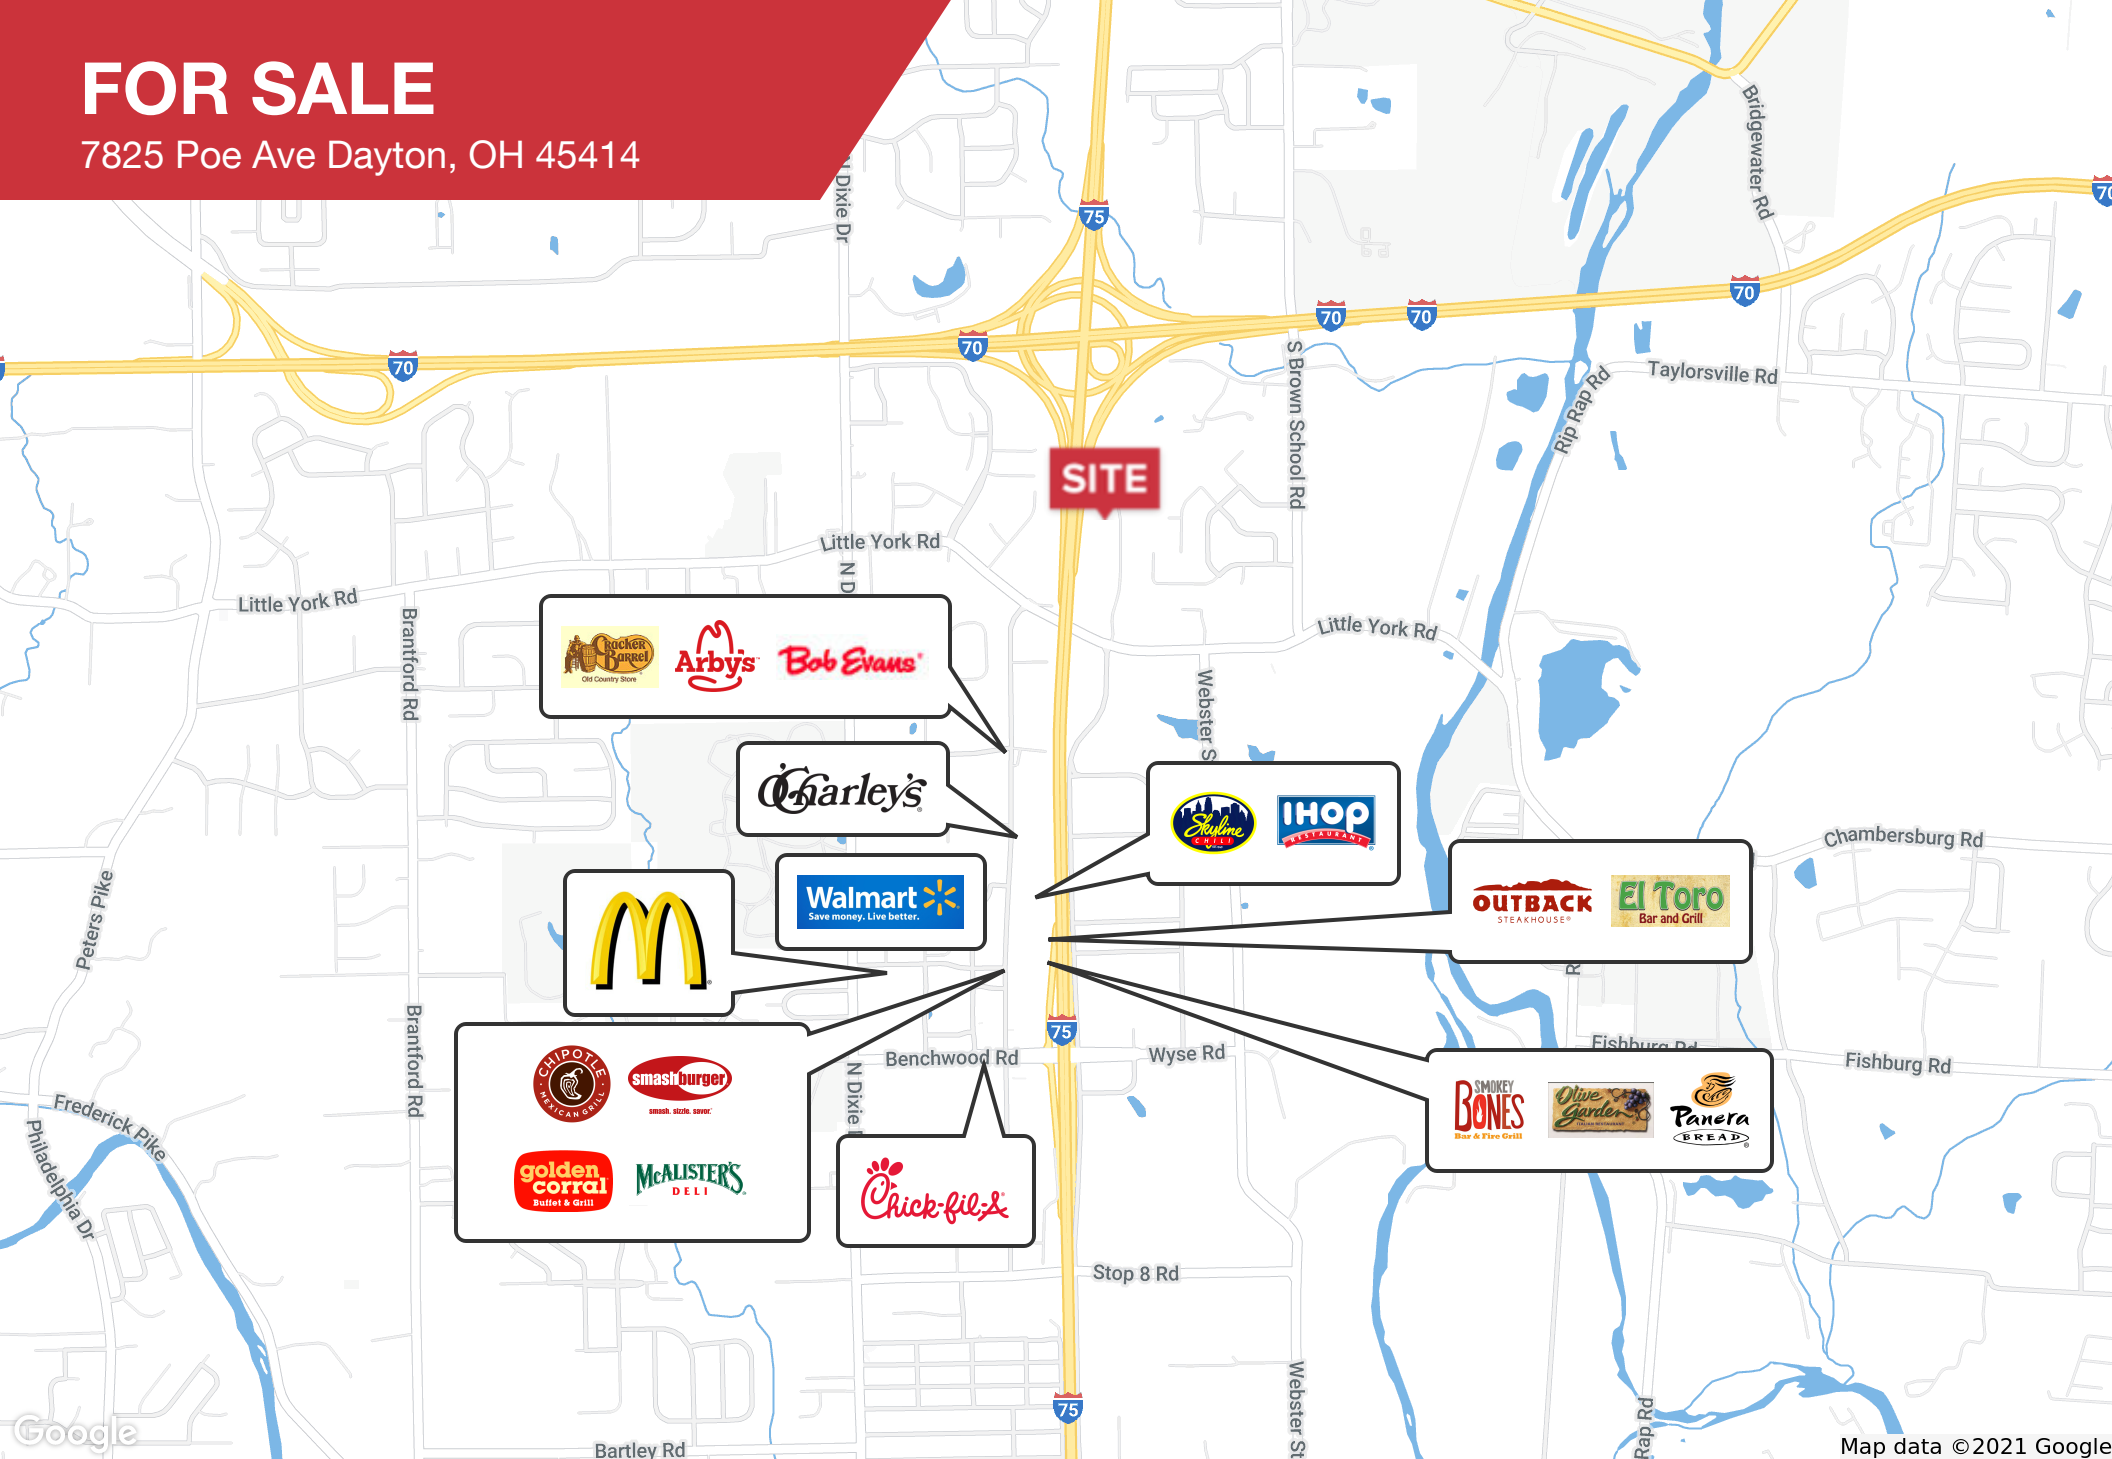 FOR SALE
7825 Poe Ave Dayton, OH 45414
N Dixie Dr
75
Bridgewater Rd
70
70
70
70
70
70
S Brown School Rd
Rip Rap Rd
Taylorsville Rd
SITE
Little York Rd
N D
Little York Rd
Little York Rd
Brantford Rd
Webster S
Cracker
Barrel
Old Country Store
Arby's
Bob Evans
O'Charley's
Skyline
CHILI
IHOP
RESTAURANT
Chambersburg Rd
Walmart
Save money. Live better.
OUTBACK
STEAKHOUSE
El Toro
Bar and Grill
Peters Pike
R
Brantford Rd
75
Benchwood Rd
Wyse Rd
Fishburg Rd
Fishburg Rd
CHIPOTLE
MEXICAN GRILL
smashburger
smash. sizzle. savor.
golden
corral
Buffet & Grill
McALISTER'S
DELI
N Dixie
Chick-fil-A
SMOKEY
BONES
Bar & Fire Grill
Olive
Garden
ITALIAN RESTAURANT
Panera
BREAD
Frederick Pike
Philadelphia Dr
Stop 8 Rd
75
Webster St
Rap Rd
Bartley Rd
Google
Map data ©2021 Google